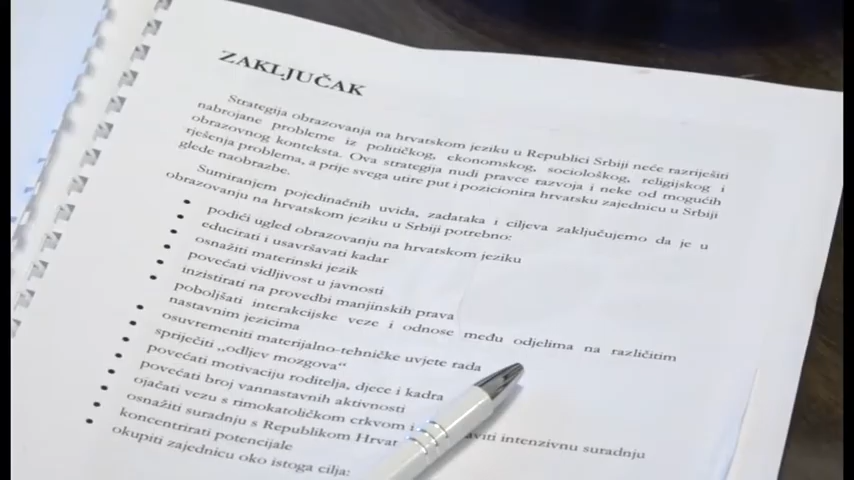 ZAKLJUČAK
Strategija obrazovanja na hrvatskom jeziku u Republici Srbiji neće razriješiti
nabrojane probleme iz političkog, ekonomskog, sociološkog, religijskog i
obrazovnog konteksta. Ova strategija nudi pravce razvoja i neke od mogućih
rješenja problema, a prije svega utire put i pozicionira hrvatsku zajednicu u Srbiji
glede naobrazbe.
Sumiranjem pojedinačnih uvida, zadataka i ciljeva zaključujemo da je u
obrazovanju na hrvatskom jeziku u Srbiji potrebno:
• podići ugled obrazovanju na hrvatskom jeziku
• educirati i usavršavati kadar
• osnažiti materinski jezik
• povećati vidljivost u javnosti
• inzistirati na provedbi manjinskih prava
• poboljšati interakcijske veze i odnose među odjelima na različitim
nastavnim jezicima
• osuvremeniti materijalno-tehničke uvjete rada
• spriječiti „odljev mozgova“
• povećati motivaciju roditelja, djece i kadra
• povećati broj vannastavnih aktivnosti
• ojačati vezu s rimokatoličkom crkvom i
• osnažiti suradnju s Republikom Hrvat intenzivnu suradnju
• koncentrirati potencijale
• okupiti zajednicu oko istoga cilja: